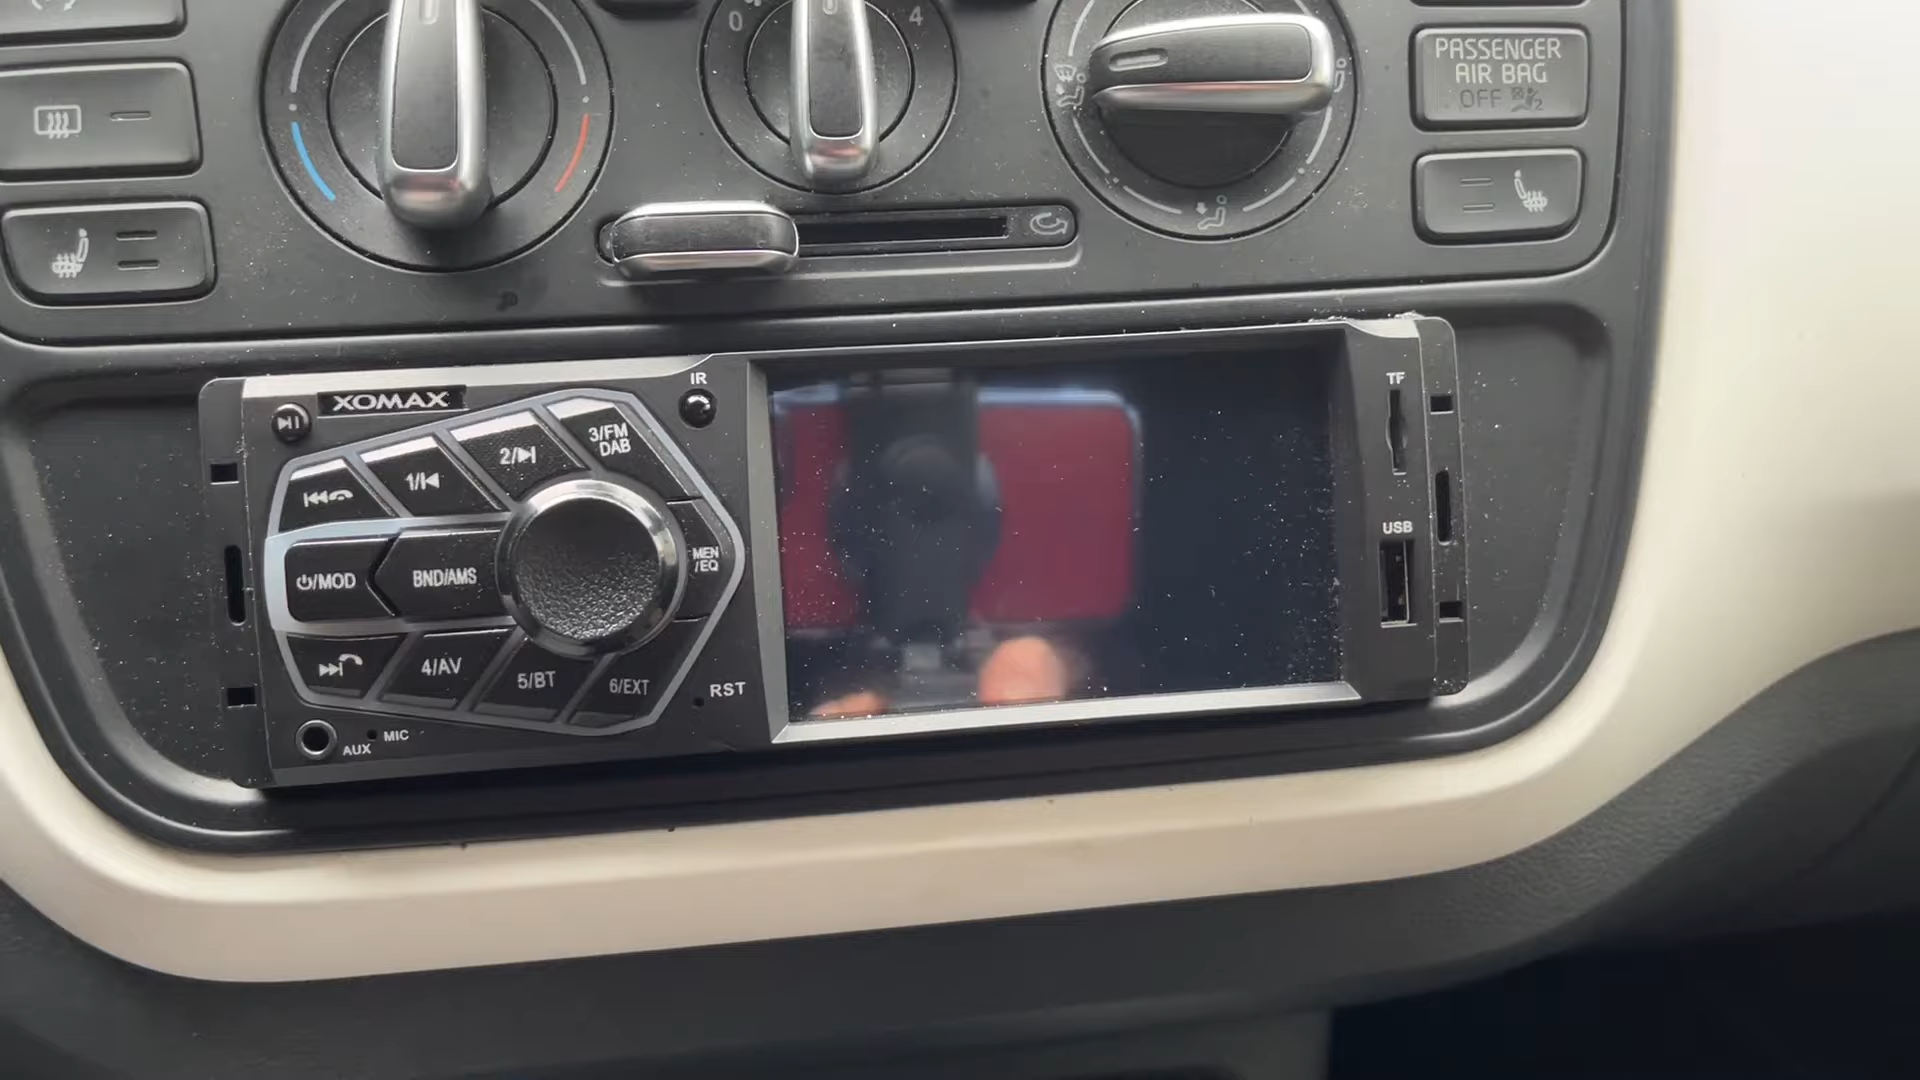 0
4
PASSENGER
AIR BAG
OFF
XOMAX
IR
TF
3/FM
DAB
2/
1/
MEN
/EQ
/MOD
BND/AMS
USB
4/AV
5/BT
6/EXT
RST
AUX
MIC